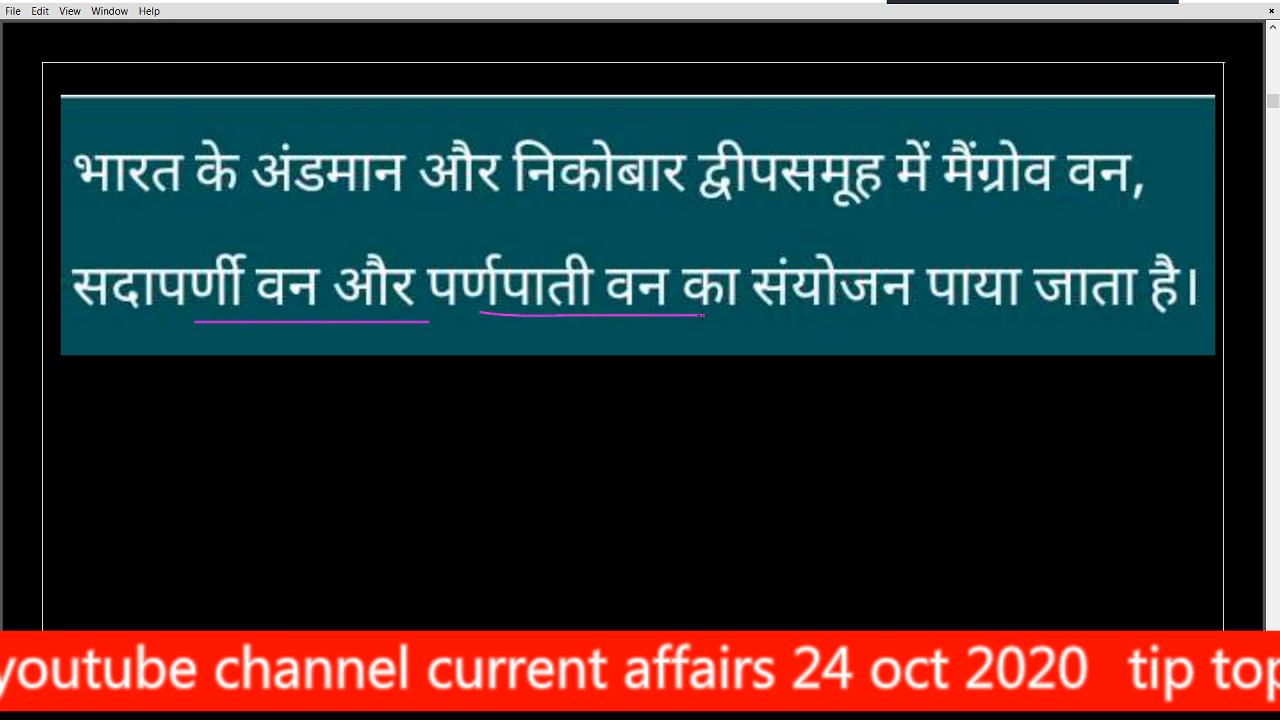 File Edit View Window Help
भारत के अंडमान और निकोबार द्वीपसमूह में मैंग्रोव वन,
सदापर्णी वन और पर्णपाती वन का संयोजन पाया जाता है।
youtube channel current affairs 24 oct 2020 tip top